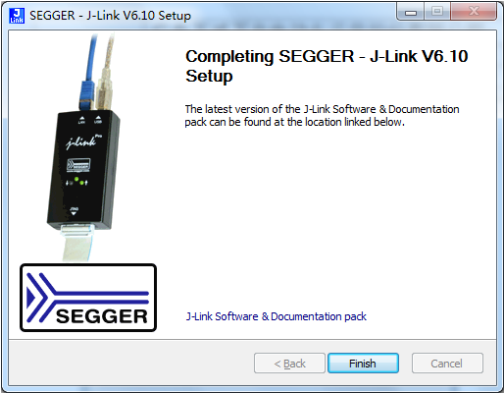 SEGGER - J-Link V6.10 Setup
Completing SEGGER - J-Link V6.10
Setup
The latest version of the J-Link Software & Documentation
pack can be found at the location linked below.
J-Link
SEGGER
J-Link Software & Documentation pack
< Back
Finish
Cancel